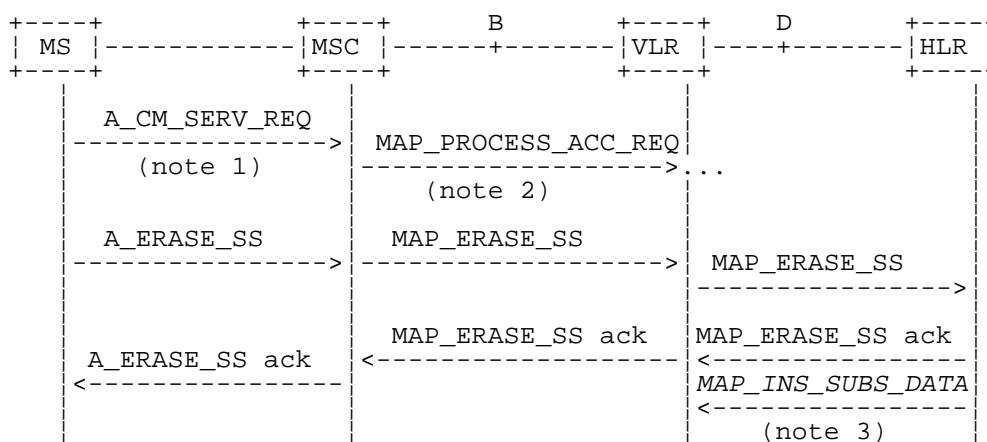 B D
MS MSC VLR HLR
A_CM_SERV_REQ
MAP_PROCESS_ACC_REQ
(note 1) ...
(note 2)
A_ERASE_SS MAP_ERASE_SS
MAP_ERASE_SS
MAP_ERASE_SS ack MAP_ERASE_SS ack
A_ERASE_SS ack
MAP_INS_SUBS_DATA
(note 3)